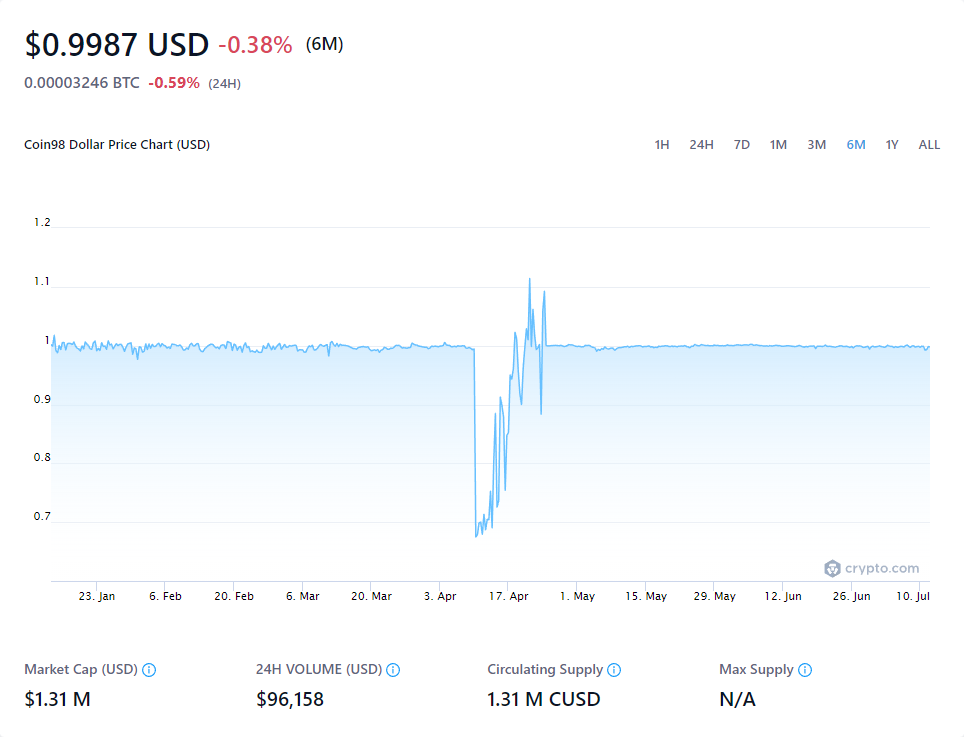 $0.9987 USD -0.38% (6M)
0.00003246 BTC -0.59% (24H)
Coin98 Dollar Price Chart (USD)
1H 24H 7D 1M 3M 6M 1Y ALL
1.2
1.1
1
0.9
0.8
0.7
crypto.com
23. Jan 6. Feb 20. Feb 6. Mar 20. Mar 3. Apr 17. Apr 1. May 15. May 29. May 12. Jun 26. Jun 10. Jul
Market Cap (USD) 24H VOLUME (USD) Circulating Supply Max Supply
$1.31 M $96,158 1.31 M CUSD N/A